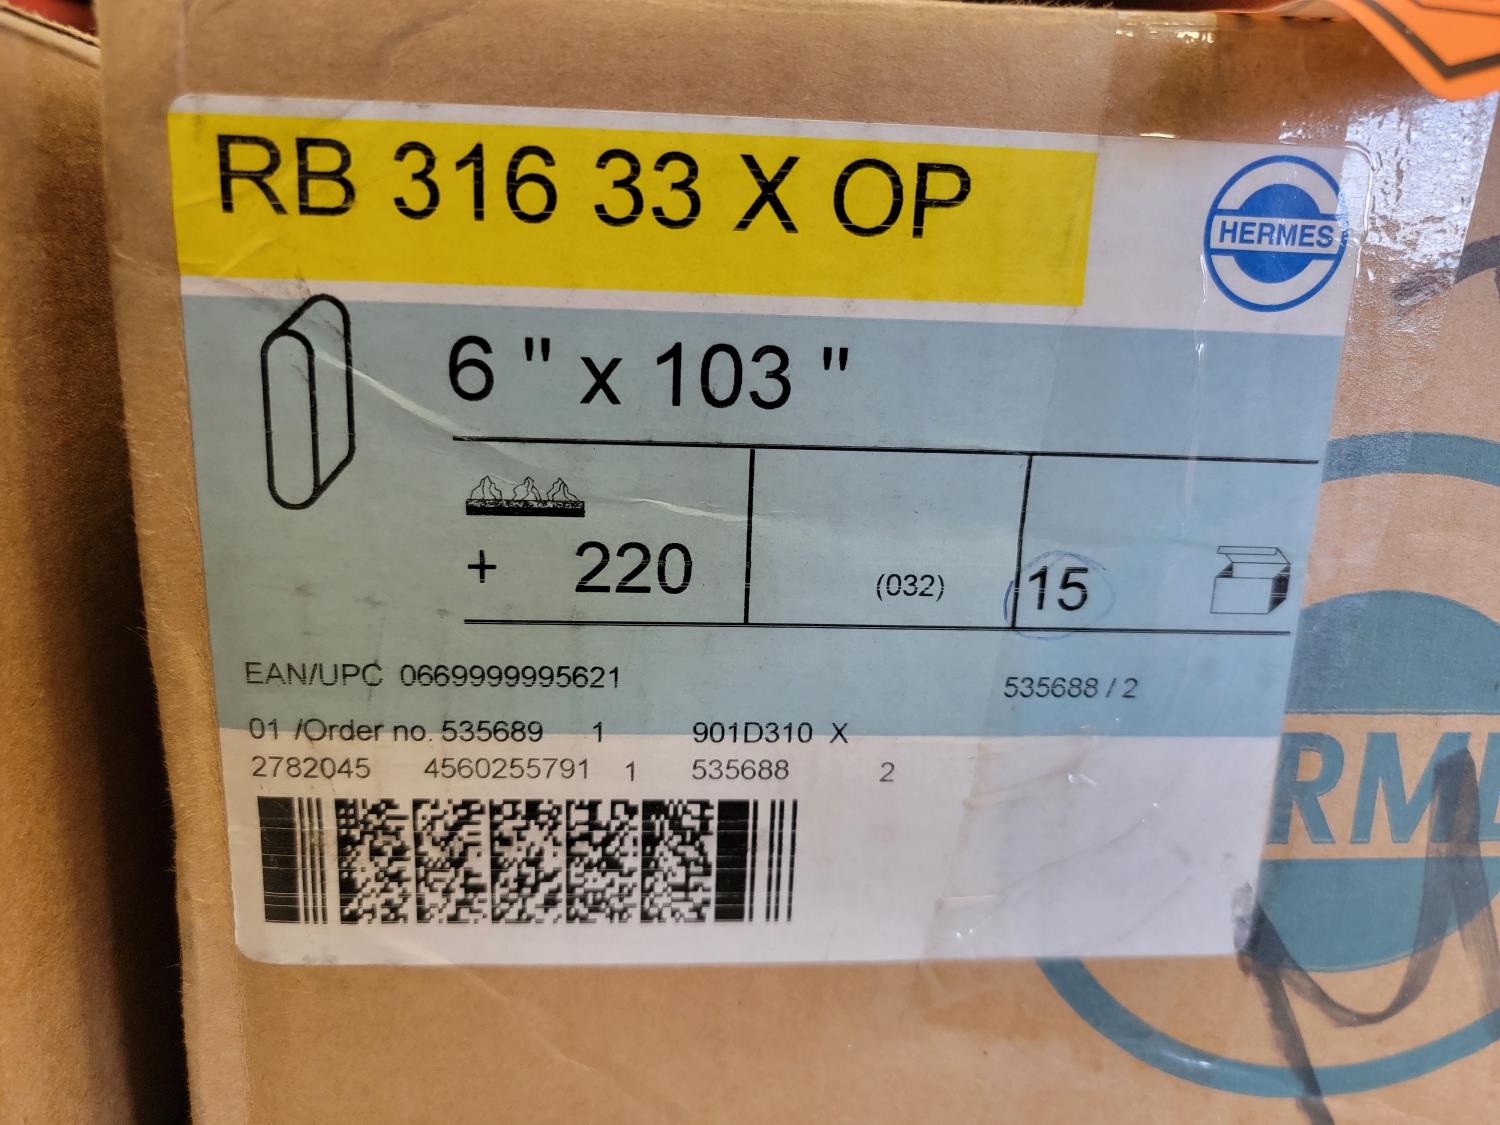 RB 316 33 X OP
HERMES
6 " x 103 "
+ 220
(032)
15
EAN/UPC 0669999995621
535688 / 2
01 /Order no. 535689 1 901D310 X
2782045 4560255791 1 535688 2
RME